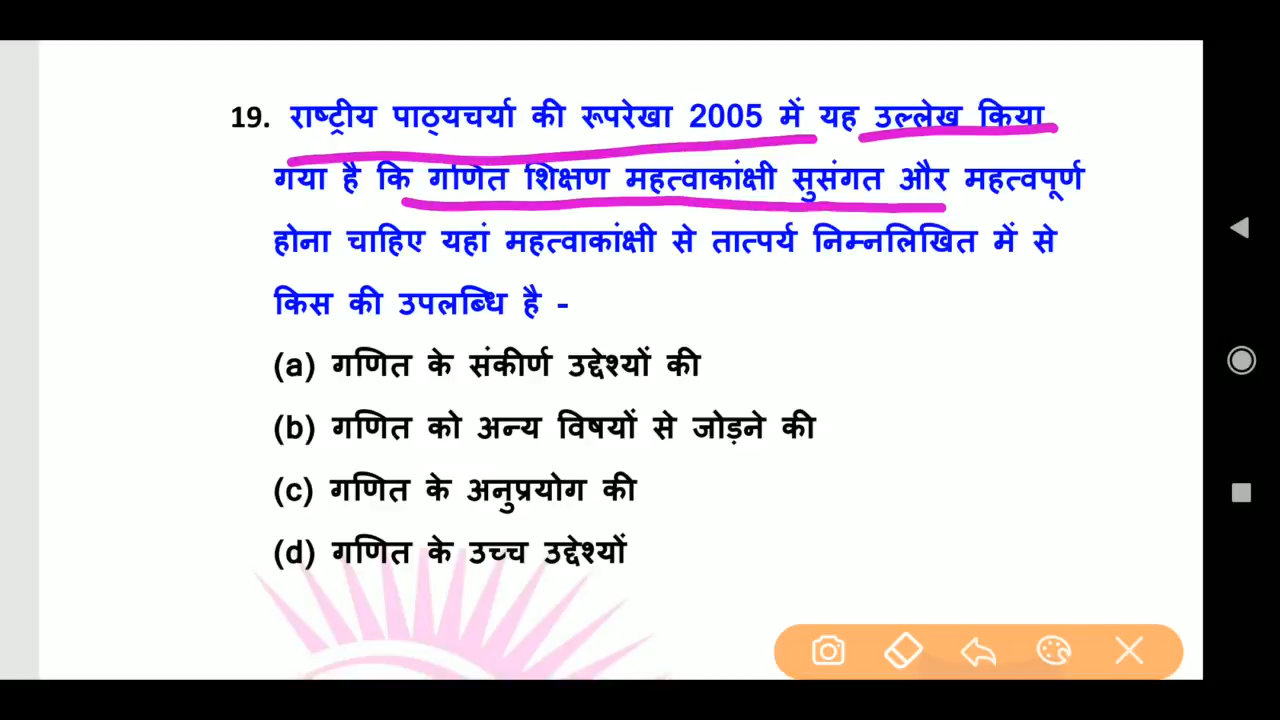 19. राष्ट्रीय पाठ्यचर्या की रूपरेखा 2005 में यह उल्लेख किया
गया है कि गणित शिक्षण महत्वाकांक्षी सुसंगत और महत्वपूर्ण
होना चाहिए यहां महत्वाकांक्षी से तात्पर्य निम्नलिखित में से
किस की उपलब्धि है -
(a) गणित के संकीर्ण उद्देश्यों की
(b) गणित को अन्य विषयों से जोड़ने की
(c) गणित के अनुप्रयोग की
(d) गणित के उच्च उद्देश्यों